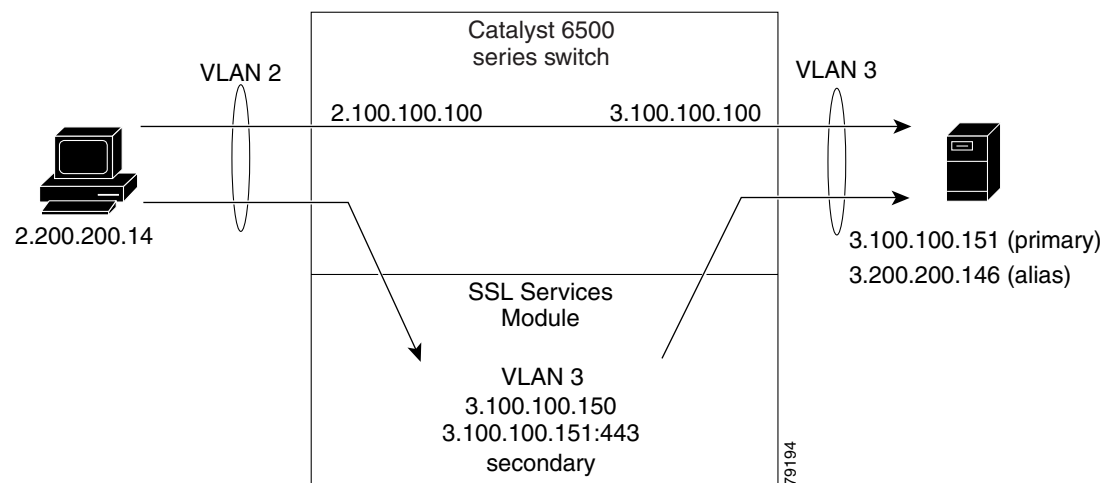 Catalyst 6500
series switch
VLAN 2
VLAN 3
2.100.100.100
3.100.100.100
2.200.200.14
3.100.100.151 (primary)
3.200.200.146 (alias)
SSL Services
Module
VLAN 3
3.100.100.150
3.100.100.151:443
secondary
79194